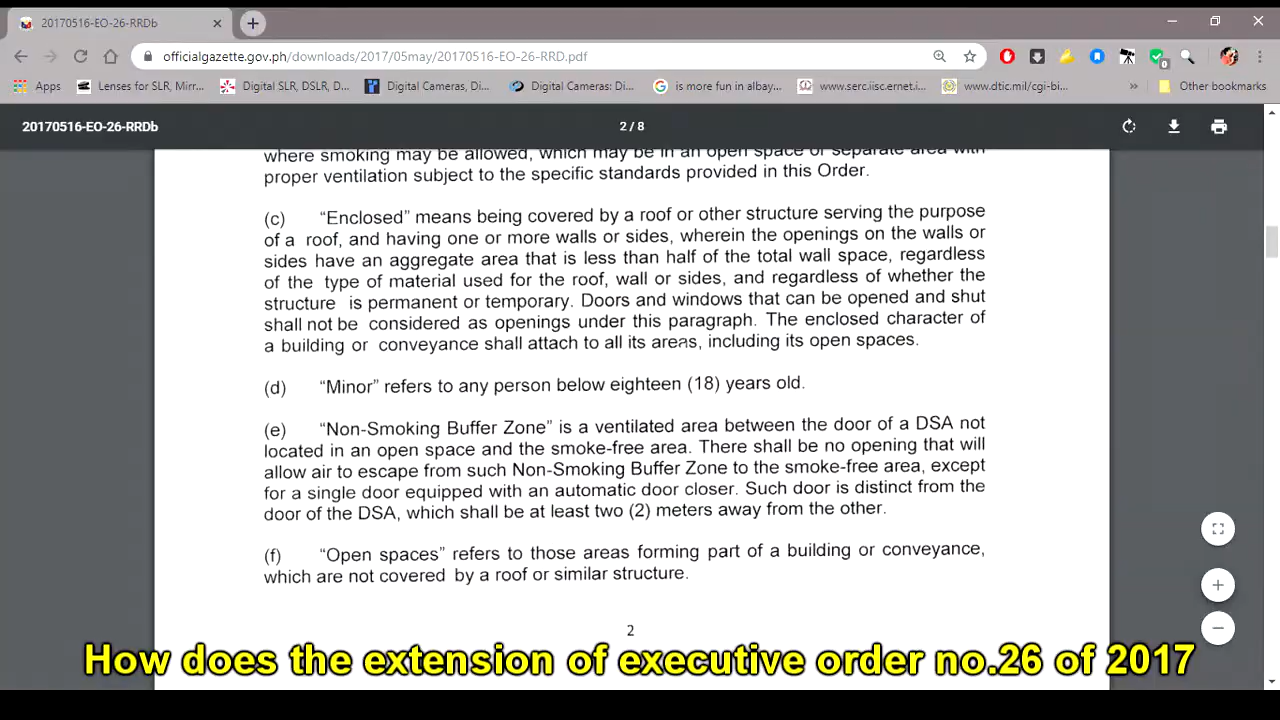 20170516-EO-26-RRDb
officialgazette.gov.ph/downloads/2017/05may/20170516-EO-26-RRD.pdf
Apps Lenses for SLR, Mirr... Digital SLR, DSLR, D... Digital Cameras, Di... Digital Cameras: Di... is more fun in albay... www.serc.iisc.ernet.i... www.dtic.mil/cgi-bi... » Other bookmarks
20170516-EO-26-RRDb 2 / 8
where smoking may be allowed, which may be in an open space or separate area with
proper ventilation subject to the specific standards provided in this Order.
(c) “Enclosed” means being covered by a roof or other structure serving the purpose
of a roof, and having one or more walls or sides, wherein the openings on the walls or
sides have an aggregate area that is less than half of the total wall space, regardless
of the type of material used for the roof, wall or sides, and regardless of whether the
structure is permanent or temporary. Doors and windows that can be opened and shut
shall not be considered as openings under this paragraph. The enclosed character of
a building or conveyance shall attach to all its areas, including its open spaces.
(d) “Minor” refers to any person below eighteen (18) years old.
(e) “Non-Smoking Buffer Zone” is a ventilated area between the door of a DSA not
located in an open space and the smoke-free area. There shall be no opening that will
allow air to escape from such Non-Smoking Buffer Zone to the smoke-free area, except
for a single door equipped with an automatic door closer. Such door is distinct from the
door of the DSA, which shall be at least two (2) meters away from the other.
(f) “Open spaces” refers to those areas forming part of a building or conveyance,
which are not covered by a roof or similar structure.
2
How does the extension of executive order no.26 of 2017